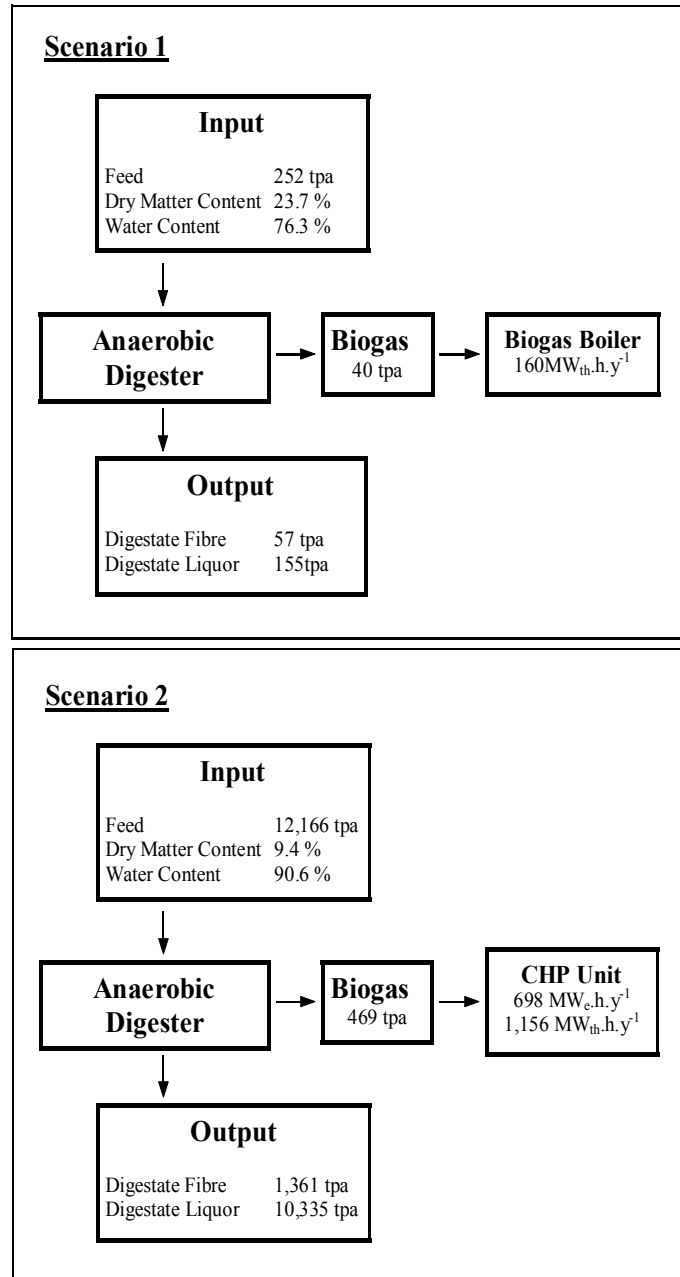 Scenario 1
Input
Feed 252 tpa
Dry Matter Content 23.7 %
Water Content 76.3 %
Anaerobic
Digester
Biogas
40 tpa
Biogas Boiler
160MWth.h.y-1
Output
Digestate Fibre 57 tpa
Digestate Liquor 155tpa
Scenario 2
Input
Feed 12,166 tpa
Dry Matter Content 9.4 %
Water Content 90.6 %
Anaerobic
Digester
Biogas
469 tpa
CHP Unit
698 MWe.h.y-1
1,156 MWth.h.y-1
Output
Digestate Fibre 1,361 tpa
Digestate Liquor 10,335 tpa